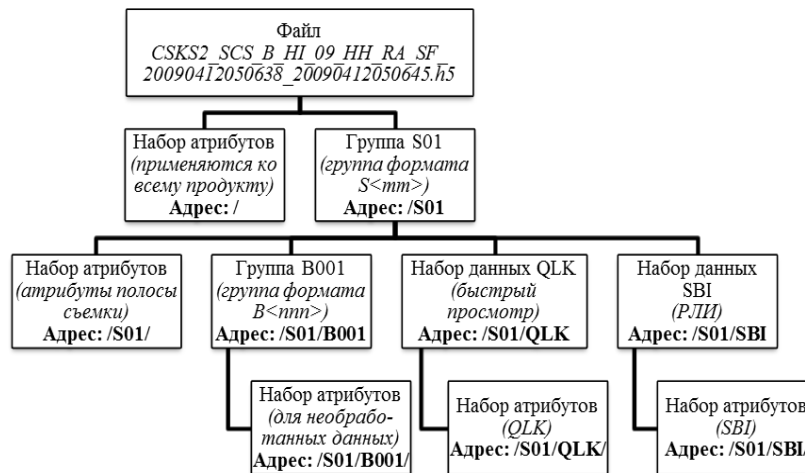 Файл
CSKS2_SCS_B_HI_09_HH_RA_SF_
20090412050638_20090412050645.h5
Набор атрибутов
(применяются ко
всему продукту)
Адрес: /
Группа S01
(группа формата
S<mm>)
Адрес: /S01
Набор атрибутов
(атрибуты полосы
съемки)
Адрес: /S01/
Группа B001
(группа формата
B<nnn>)
Адрес: /S01/B001
Набор данных QLK
(быстрый
просмотр)
Адрес: /S01/QLK
Набор данных
SBI
(РЛИ)
Адрес: /S01/SBI
Набор атрибутов
(для необрабо-
танных данных)
Адрес: /S01/B001/
Набор атрибутов
(QLK)
Адрес: /S01/QLK/
Набор атрибутов
(SBI)
Адрес: /S01/SBI/